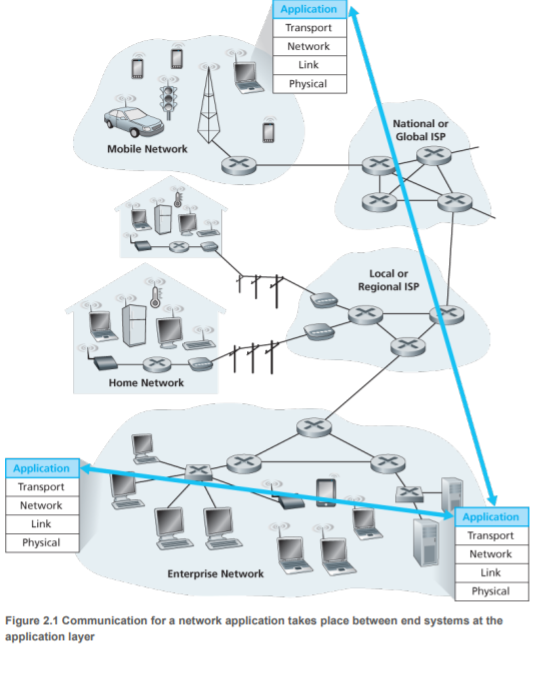 Application
Transport
Network
Link
Physical
National or
Global ISP
Mobile Network
Local or
Regional ISP
Home Network
Application
Transport
Network
Link
Physical
Application
Transport
Network
Link
Physical
Enterprise Network
Figure 2.1 Communication for a network application takes place between end systems at the
application layer